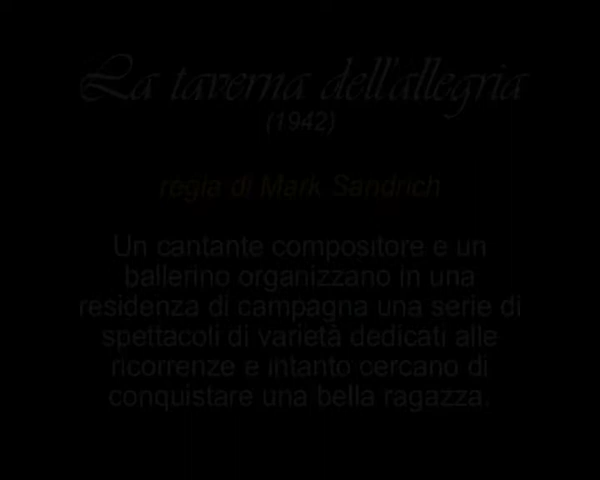 La taverna dell'allegria
(1942)
regia di Mark Sandrich
Un cantante compositore e un
ballerino organizzano in una
residenza di campagna una serie di
spettacoli di varietà dedicati alle
ricorrenze e intanto cercano di
conquistare una bella ragazza.